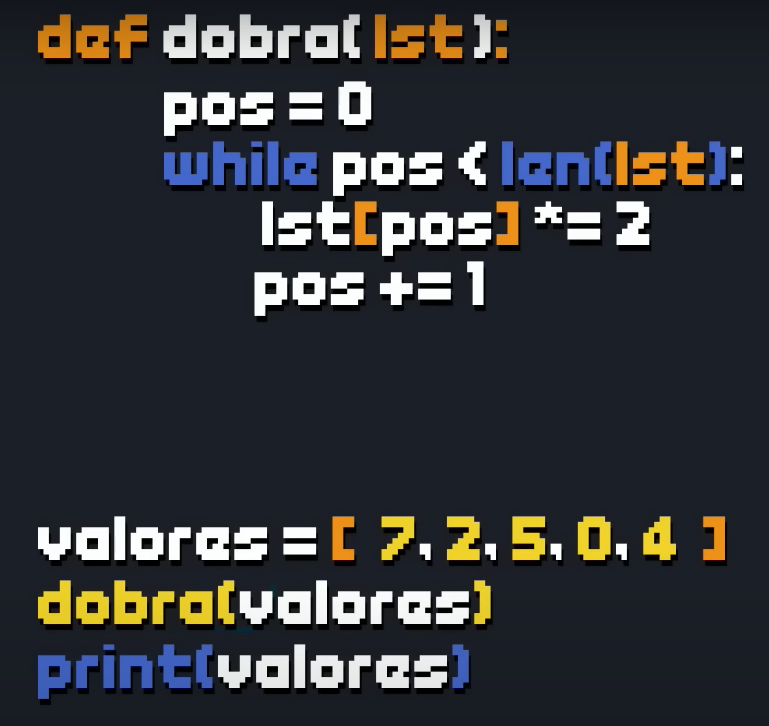 def dobra( lst ):
pos = 0
while pos < len(lst):
lst[pos] *= 2
pos += 1
valores = [ 7, 2, 5, 0, 4 ]
dobra(valores)
print(valores)